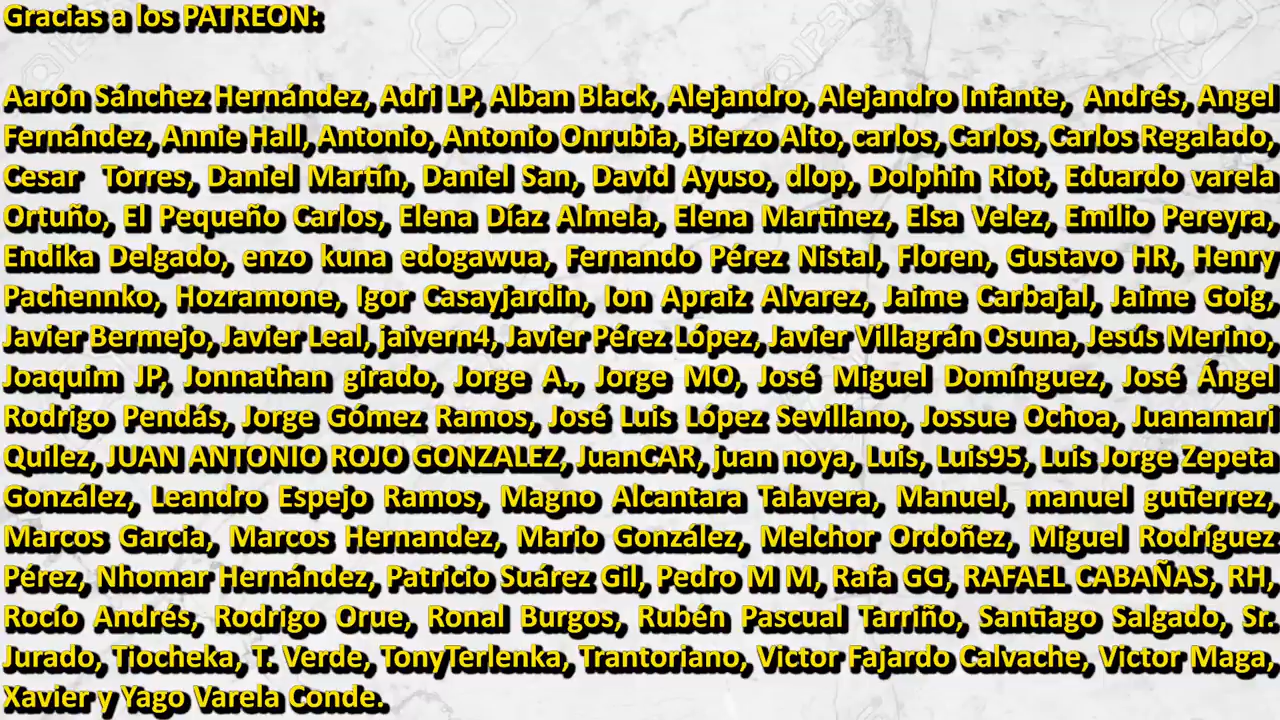 Gracias a los PATREON:
Aarón Sánchez Hernández, Adri LP, Alban Black, Alejandro, Alejandro Infante, Andrés, Angel
Fernández, Annie Hall, Antonio, Antonio Onrubia, Bierzo Alto, carlos, Carlos, Carlos Regalado,
Cesar Torres, Daniel Martín, Daniel San, David Ayuso, dlop, Dolphin Riot, Eduardo varela
Ortuño, El Pequeño Carlos, Elena Díaz Almela, Elena Martinez, Elsa Velez, Emilio Pereyra,
Endika Delgado, enzo kuna edogawua, Fernando Pérez Nistal, Floren, Gustavo HR, Henry
Pachennko, Hozramone, Igor Casayjardin, Ion Apraiz Alvarez, Jaime Carbajal, Jaime Goig,
Javier Bermejo, Javier Leal, jaivern4, Javier Pérez López, Javier Villagrán Osuna, Jesús Merino,
Joaquim JP, Jonnathan girado, Jorge A., Jorge MO, José Miguel Domínguez, José Ángel
Rodrigo Pendás, Jorge Gómez Ramos, José Luis López Sevillano, Jossue Ochoa, Juanamari
Quilez, JUAN ANTONIO ROJO GONZALEZ, JuanCAR, juan noya, Luis, Luis95, Luis Jorge Zepeta
González, Leandro Espejo Ramos, Magno Alcantara Talavera, Manuel, manuel gutierrez,
Marcos Garcia, Marcos Hernandez, Mario González, Melchor Ordoñez, Miguel Rodríguez
Pérez, Nhomar Hernández, Patricio Suárez Gil, Pedro M M, Rafa GG, RAFAEL CABAÑAS, RH,
Rocío Andrés, Rodrigo Orue, Ronal Burgos, Rubén Pascual Tarriño, Santiago Salgado, Sr.
Jurado, Tiocheka, T. Verde, TonyTerlenka, Trantoriano, Victor Fajardo Calvache, Victor Maga,
Xavier y Yago Varela Conde.